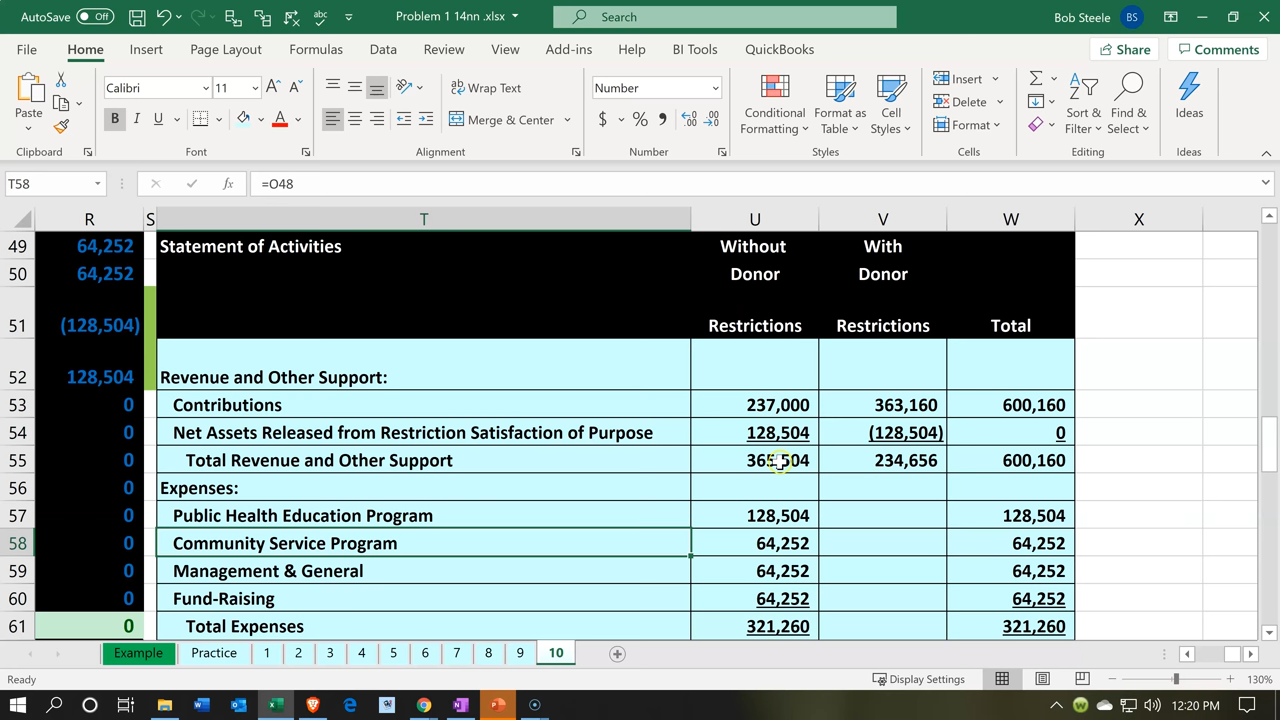 AutoSave Off Problem 1 14nn .xlsx Search Bob Steele BS
File Home Insert Page Layout Formulas Data Review View Add-ins Help BI Tools QuickBooks Share Comments
Paste Calibri 11 Wrap Text Number Conditional Formatting Format as Table Cell Styles Insert Sort & Filter Find & Select Ideas
B I U Merge & Center $ % Delete
Format
Clipboard Font Alignment Number Styles Cells Editing Ideas
T58 fx =O48
R S T U V W X
49 64,252 Statement of Activities Without With
50 64,252 Donor Donor
51 (128,504) Restrictions Restrictions Total
52 128,504 Revenue and Other Support:
53 0 Contributions 237,000 363,160 600,160
54 0 Net Assets Released from Restriction Satisfaction of Purpose 128,504 (128,504) 0
55 0 Total Revenue and Other Support 365,504 234,656 600,160
56 0 Expenses:
57 0 Public Health Education Program 128,504 128,504
58 0 Community Service Program 64,252 64,252
59 0 Management & General 64,252 64,252
60 0 Fund-Raising 64,252 64,252
61 0 Total Expenses 321,260 321,260
Example Practice 1 2 3 4 5 6 7 8 9 10
Ready Display Settings 130%
12:20 PM